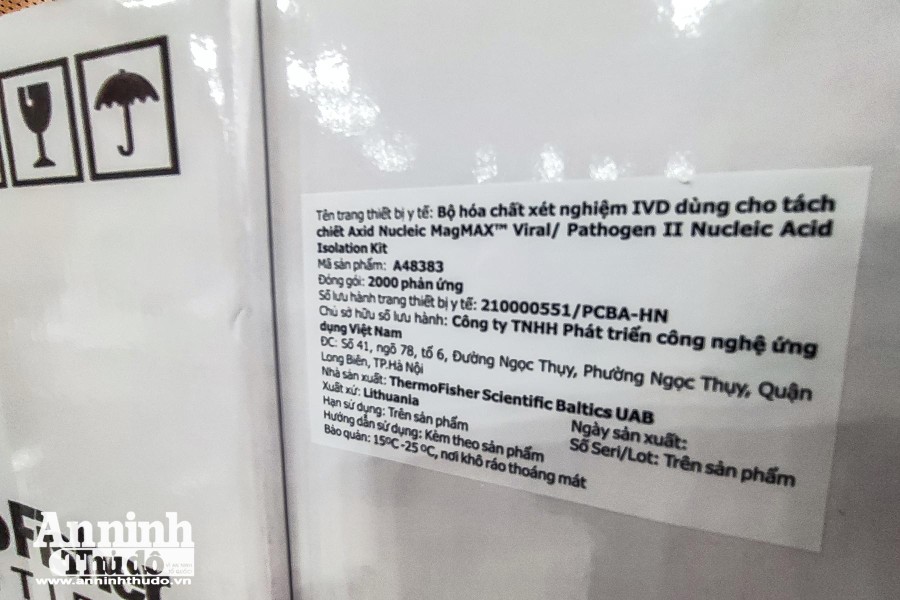 Tên trang thiết bị y tế: Bộ hóa chất xét nghiệm IVD dùng cho tách
chiết Axid Nucleic MagMAX™ Viral/ Pathogen II Nucleic Acid
Isolation Kit
Mã sản phẩm: A48383
Đóng gói: 2000 phản ứng
Số lưu hành trang thiết bị y tế: 210000551/PCBA-HN
Chủ sở hữu số lưu hành: Công ty TNHH Phát triển công nghệ ứng
dụng Việt Nam
ĐC: Số 41, ngõ 78, tổ 6, Đường Ngọc Thụy, Phường Ngọc Thụy, Quận
Long Biên, TP.Hà Nội
Nhà sản xuất: ThermoFisher Scientific Baltics UAB
Xuất xứ: Lithuania
Ngày sản xuất:
Hạn sử dụng: Trên sản phẩm
Số Seri/Lot: Trên sản phẩm
Hướng dẫn sử dụng: Kèm theo sản phẩm
Bảo quản: 15ºC -25 ºC, nơi khô ráo thoáng mát
An ninh
Thủ đô
www.anninhthudo.vn